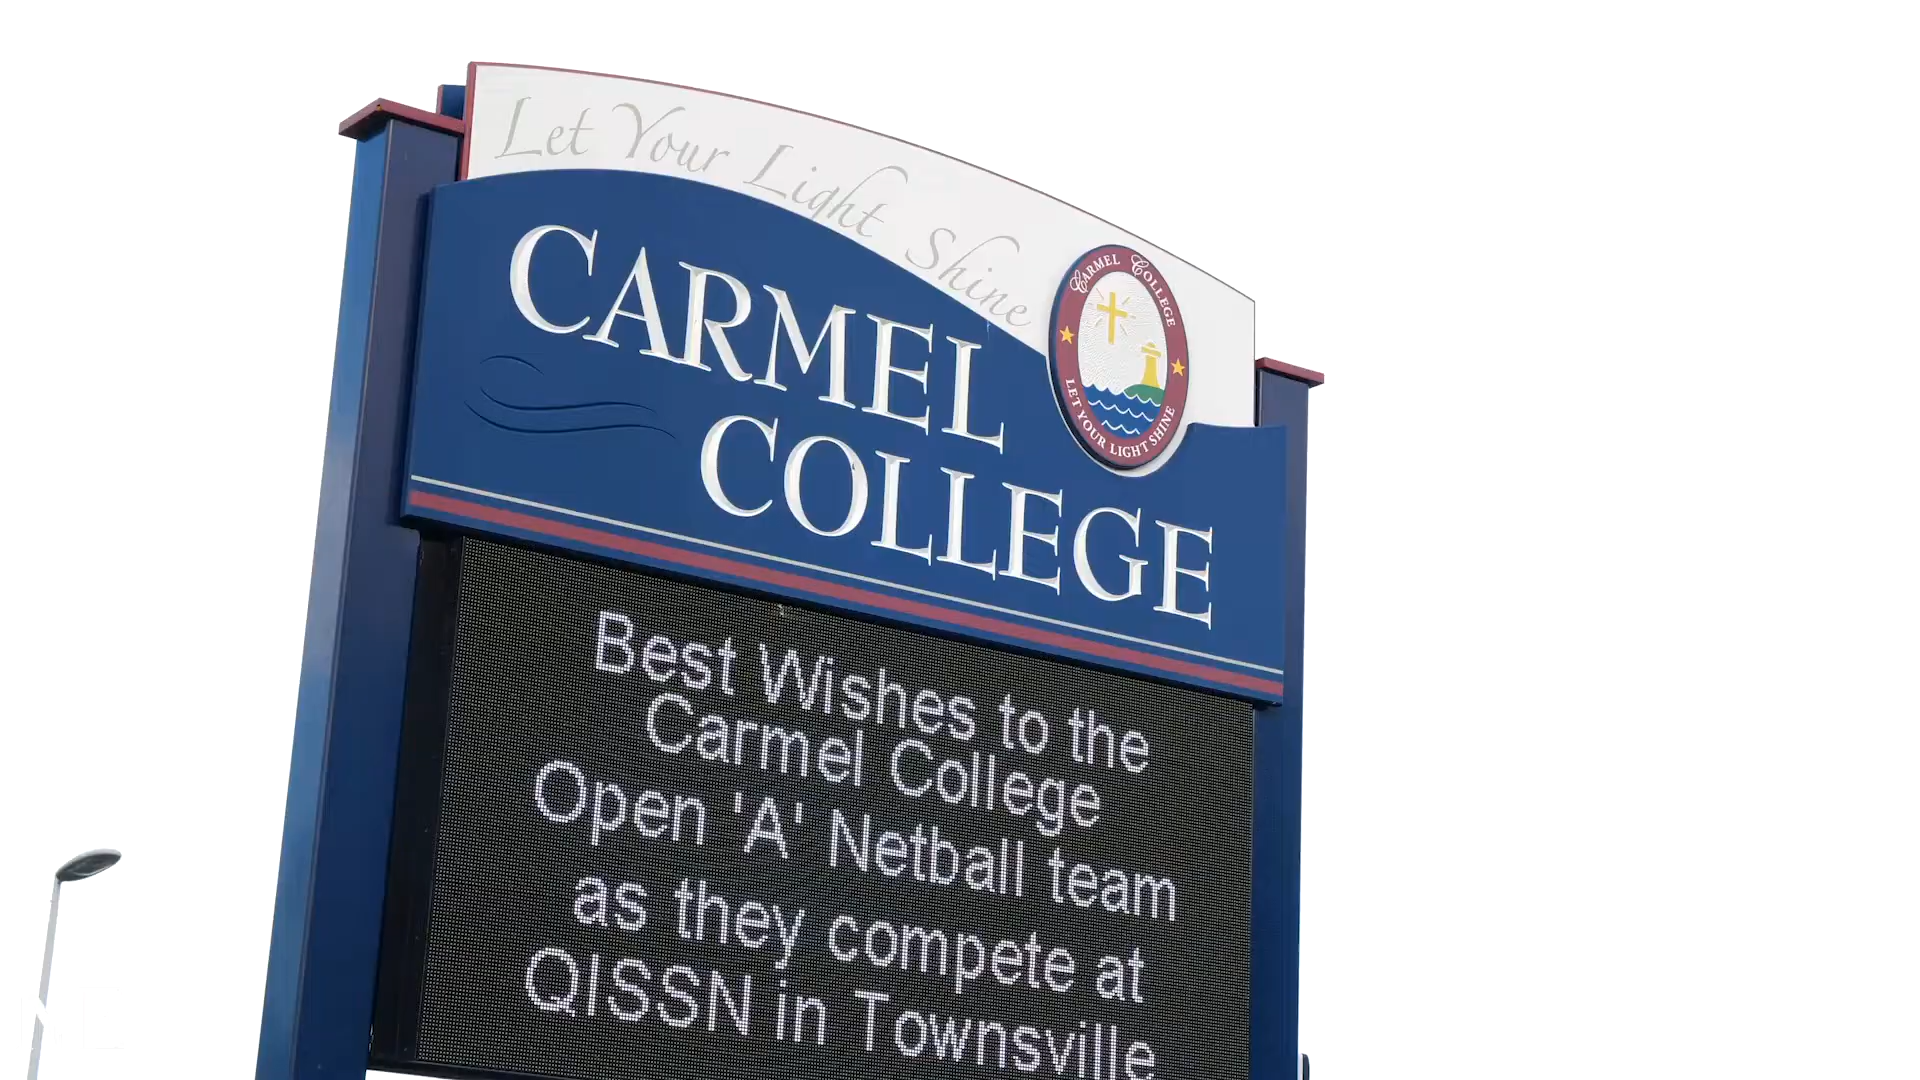 Let Your Light Shine
CARMEL
COLLEGE
CARMEL COLLEGE
LET YOUR LIGHT SHINE
Best Wishes to the
Carmel College
Open 'A' Netball team
as they compete at
QISSN in Townsville